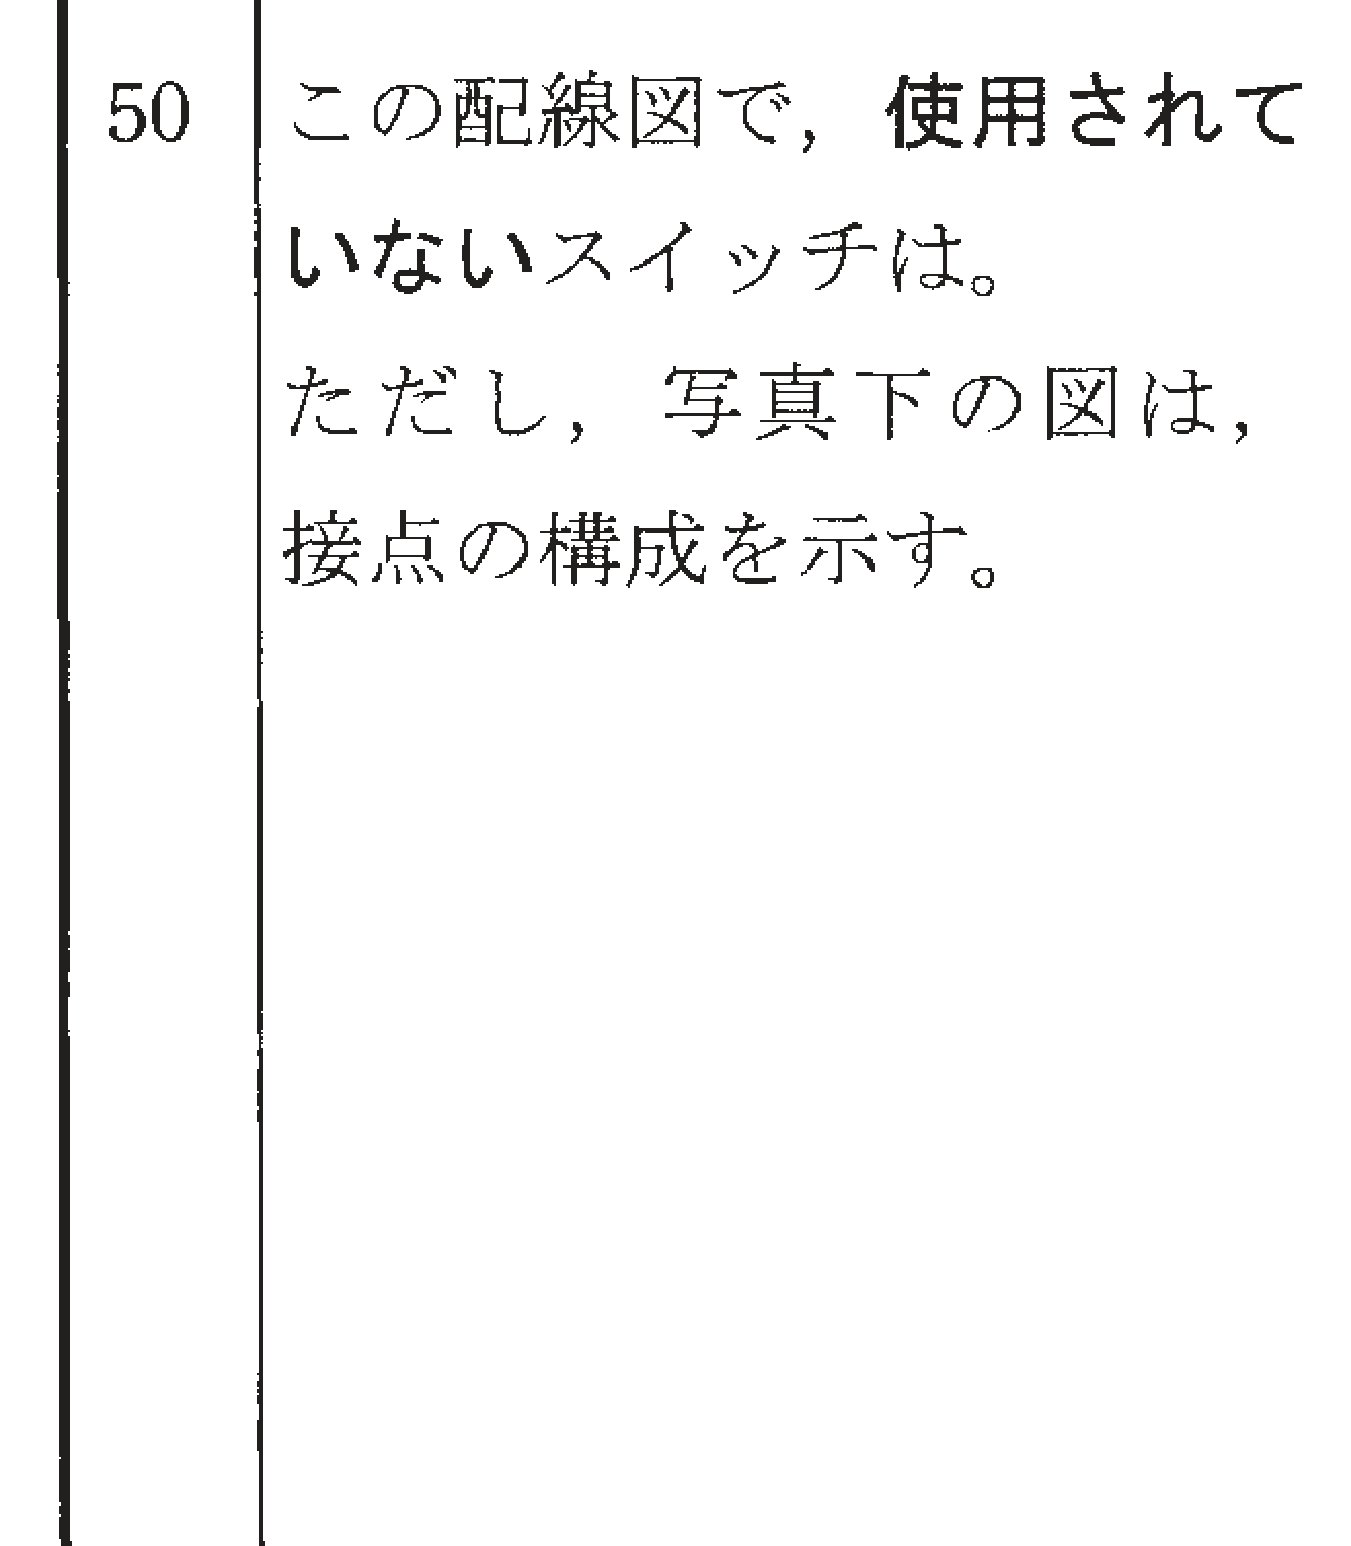 50 この配線図で，使用されて
いないスイッチは。
ただし，写真下の図は，
接点の構成を示す。